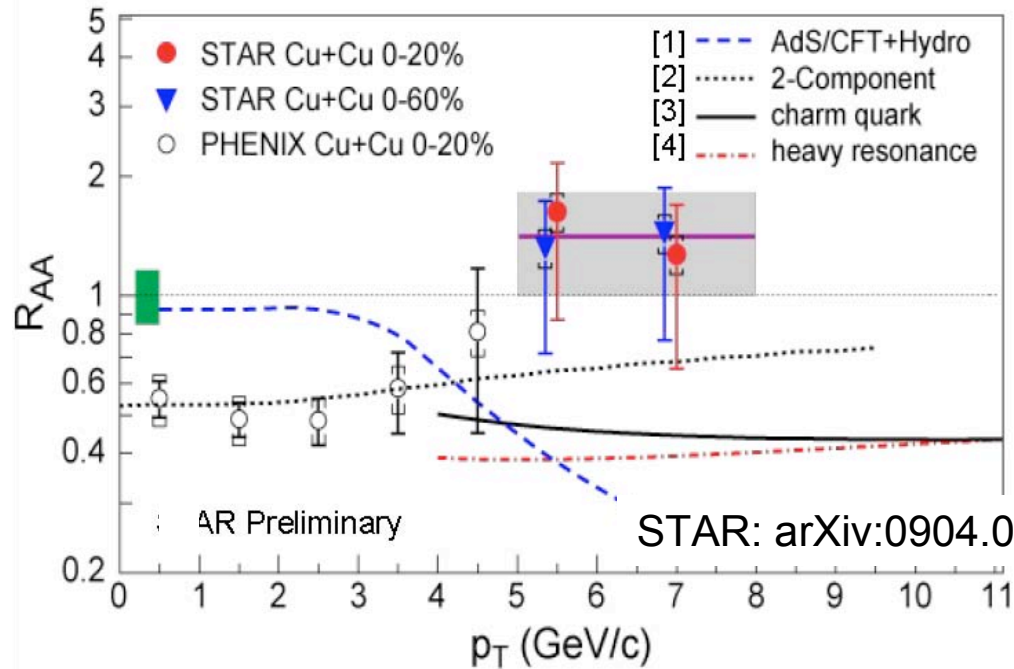 5
4
3
2
1
0.8
0.6
0.4
0.2
R_AA
STAR Cu+Cu 0-20%
STAR Cu+Cu 0-60%
PHENIX Cu+Cu 0-20%
[1] AdS/CFT+Hydro
[2] 2-Component
[3] charm quark
[4] heavy resonance
AR Preliminary
STAR: arXiv:0904.0
0 1 2 3 4 5 6 7 8 9 10 11
p_T (GeV/c)